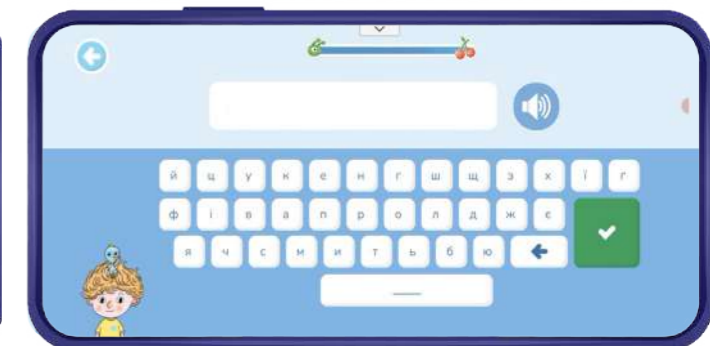 й ц у к е н г ш щ з х ї ґ
ф і в а п р о л д ж є
я ч с м и т ь б ю